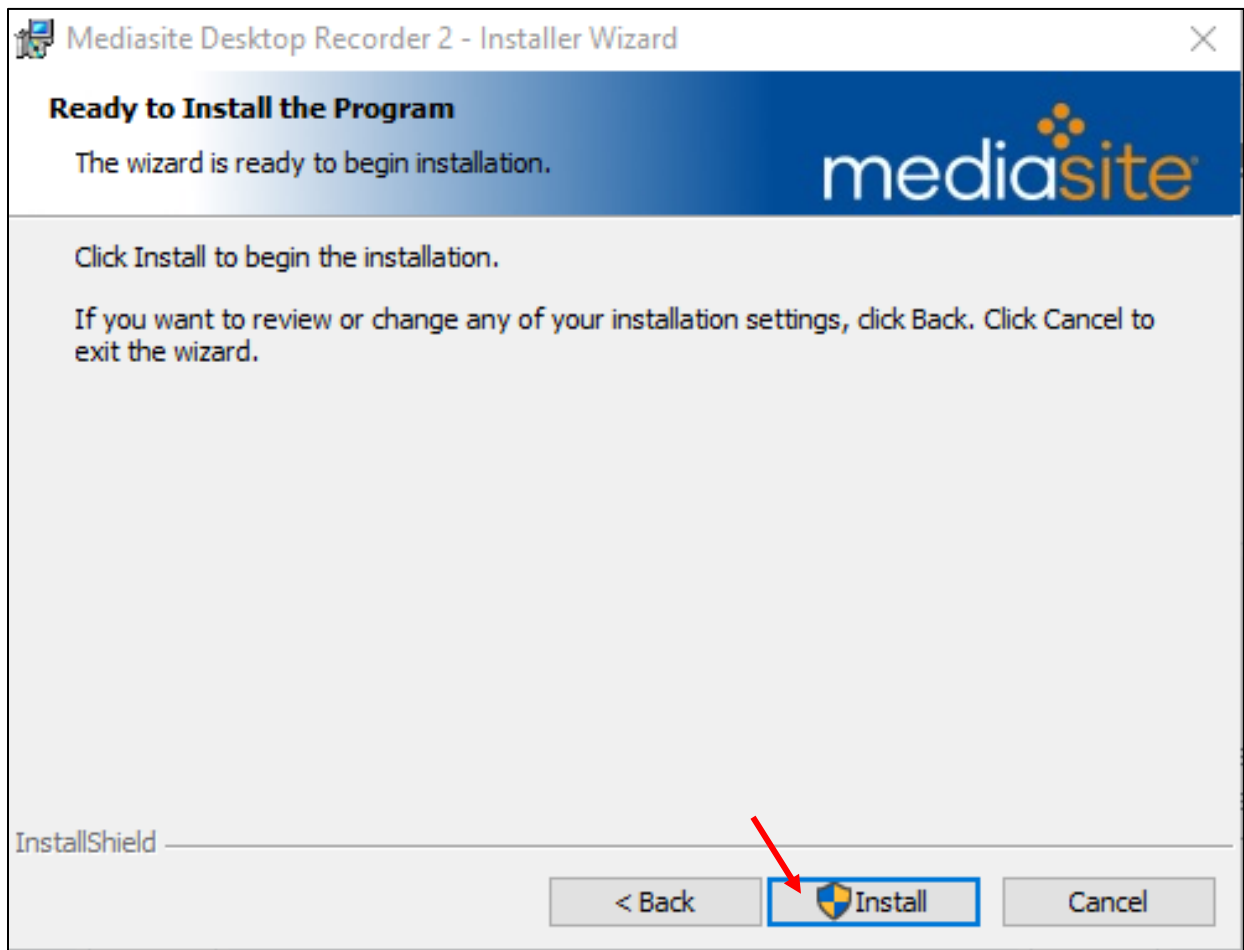 Mediasite Desktop Recorder 2 - Installer Wizard
Ready to Install the Program
The wizard is ready to begin installation.
mediasite
Click Install to begin the installation.
If you want to review or change any of your installation settings, click Back. Click Cancel to
exit the wizard.
InstallShield
< Back
Install
Cancel